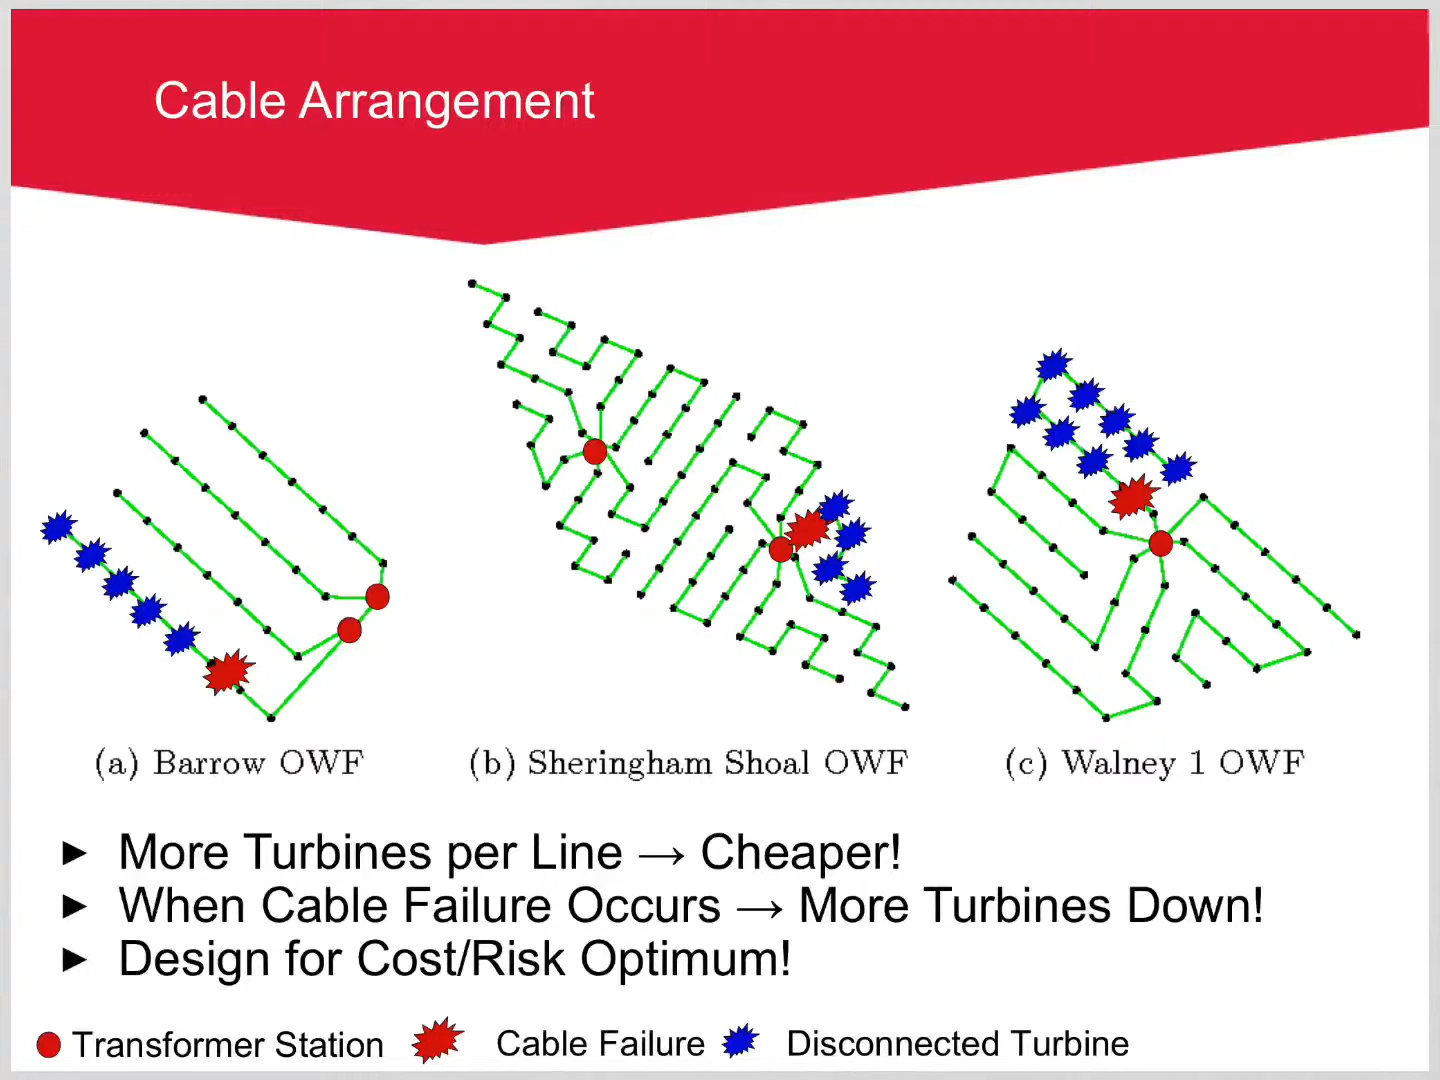 Cable Arrangement
(a) Barrow OWF
(b) Sheringham Shoal OWF
(c) Walney 1 OWF
► More Turbines per Line → Cheaper!
► When Cable Failure Occurs → More Turbines Down!
► Design for Cost/Risk Optimum!
Transformer Station
Cable Failure
Disconnected Turbine